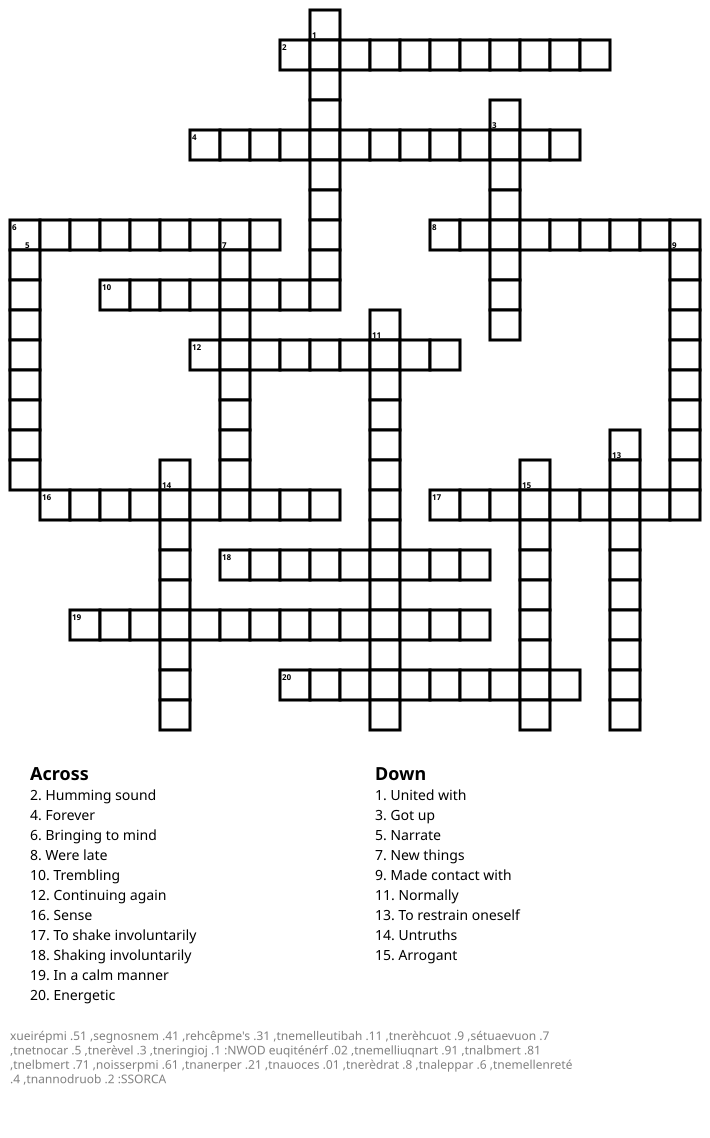 1
2
3
4
6
5
7
8
9
10
11
12
13
14
15
16
17
18
19
20
Across
2. Humming sound
4. Forever
6. Bringing to mind
8. Were late
10. Trembling
12. Continuing again
16. Sense
17. To shake involuntarily
18. Shaking involuntarily
19. In a calm manner
20. Energetic
Down
1. United with
3. Got up
5. Narrate
7. New things
9. Made contact with
11. Normally
13. To restrain oneself
14. Untruths
15. Arrogant
xueirépmi .51 ,segnosnem .41 ,rehcêpme's .31 ,tnemelleutibah .11 ,tnerèhcuot .9 ,sétuaevuon .7
,tnetnocar .5 ,tnerèvel .3 ,tneringioj .1 :NWOD euqiténérf .02 ,tnemelliuqnart .91 ,tnalbmert .81
,tnelbmert .71 ,noisserpmi .61 ,tnanerper .21 ,tnauoces .01 ,tnerèdrat .8 ,tnaleppar .6 ,tnemellenreté
.4 ,tnannodruob .2 :SSORCA